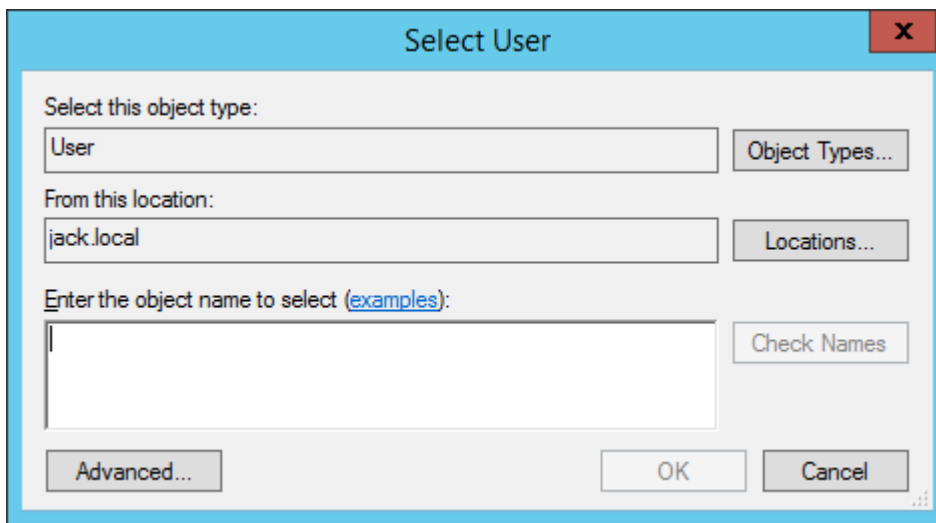 Select User
x
Select this object type:
User
Object Types...
From this location:
jack.local
Locations...
Enter the object name to select (examples):
Check Names
Advanced...
OK
Cancel